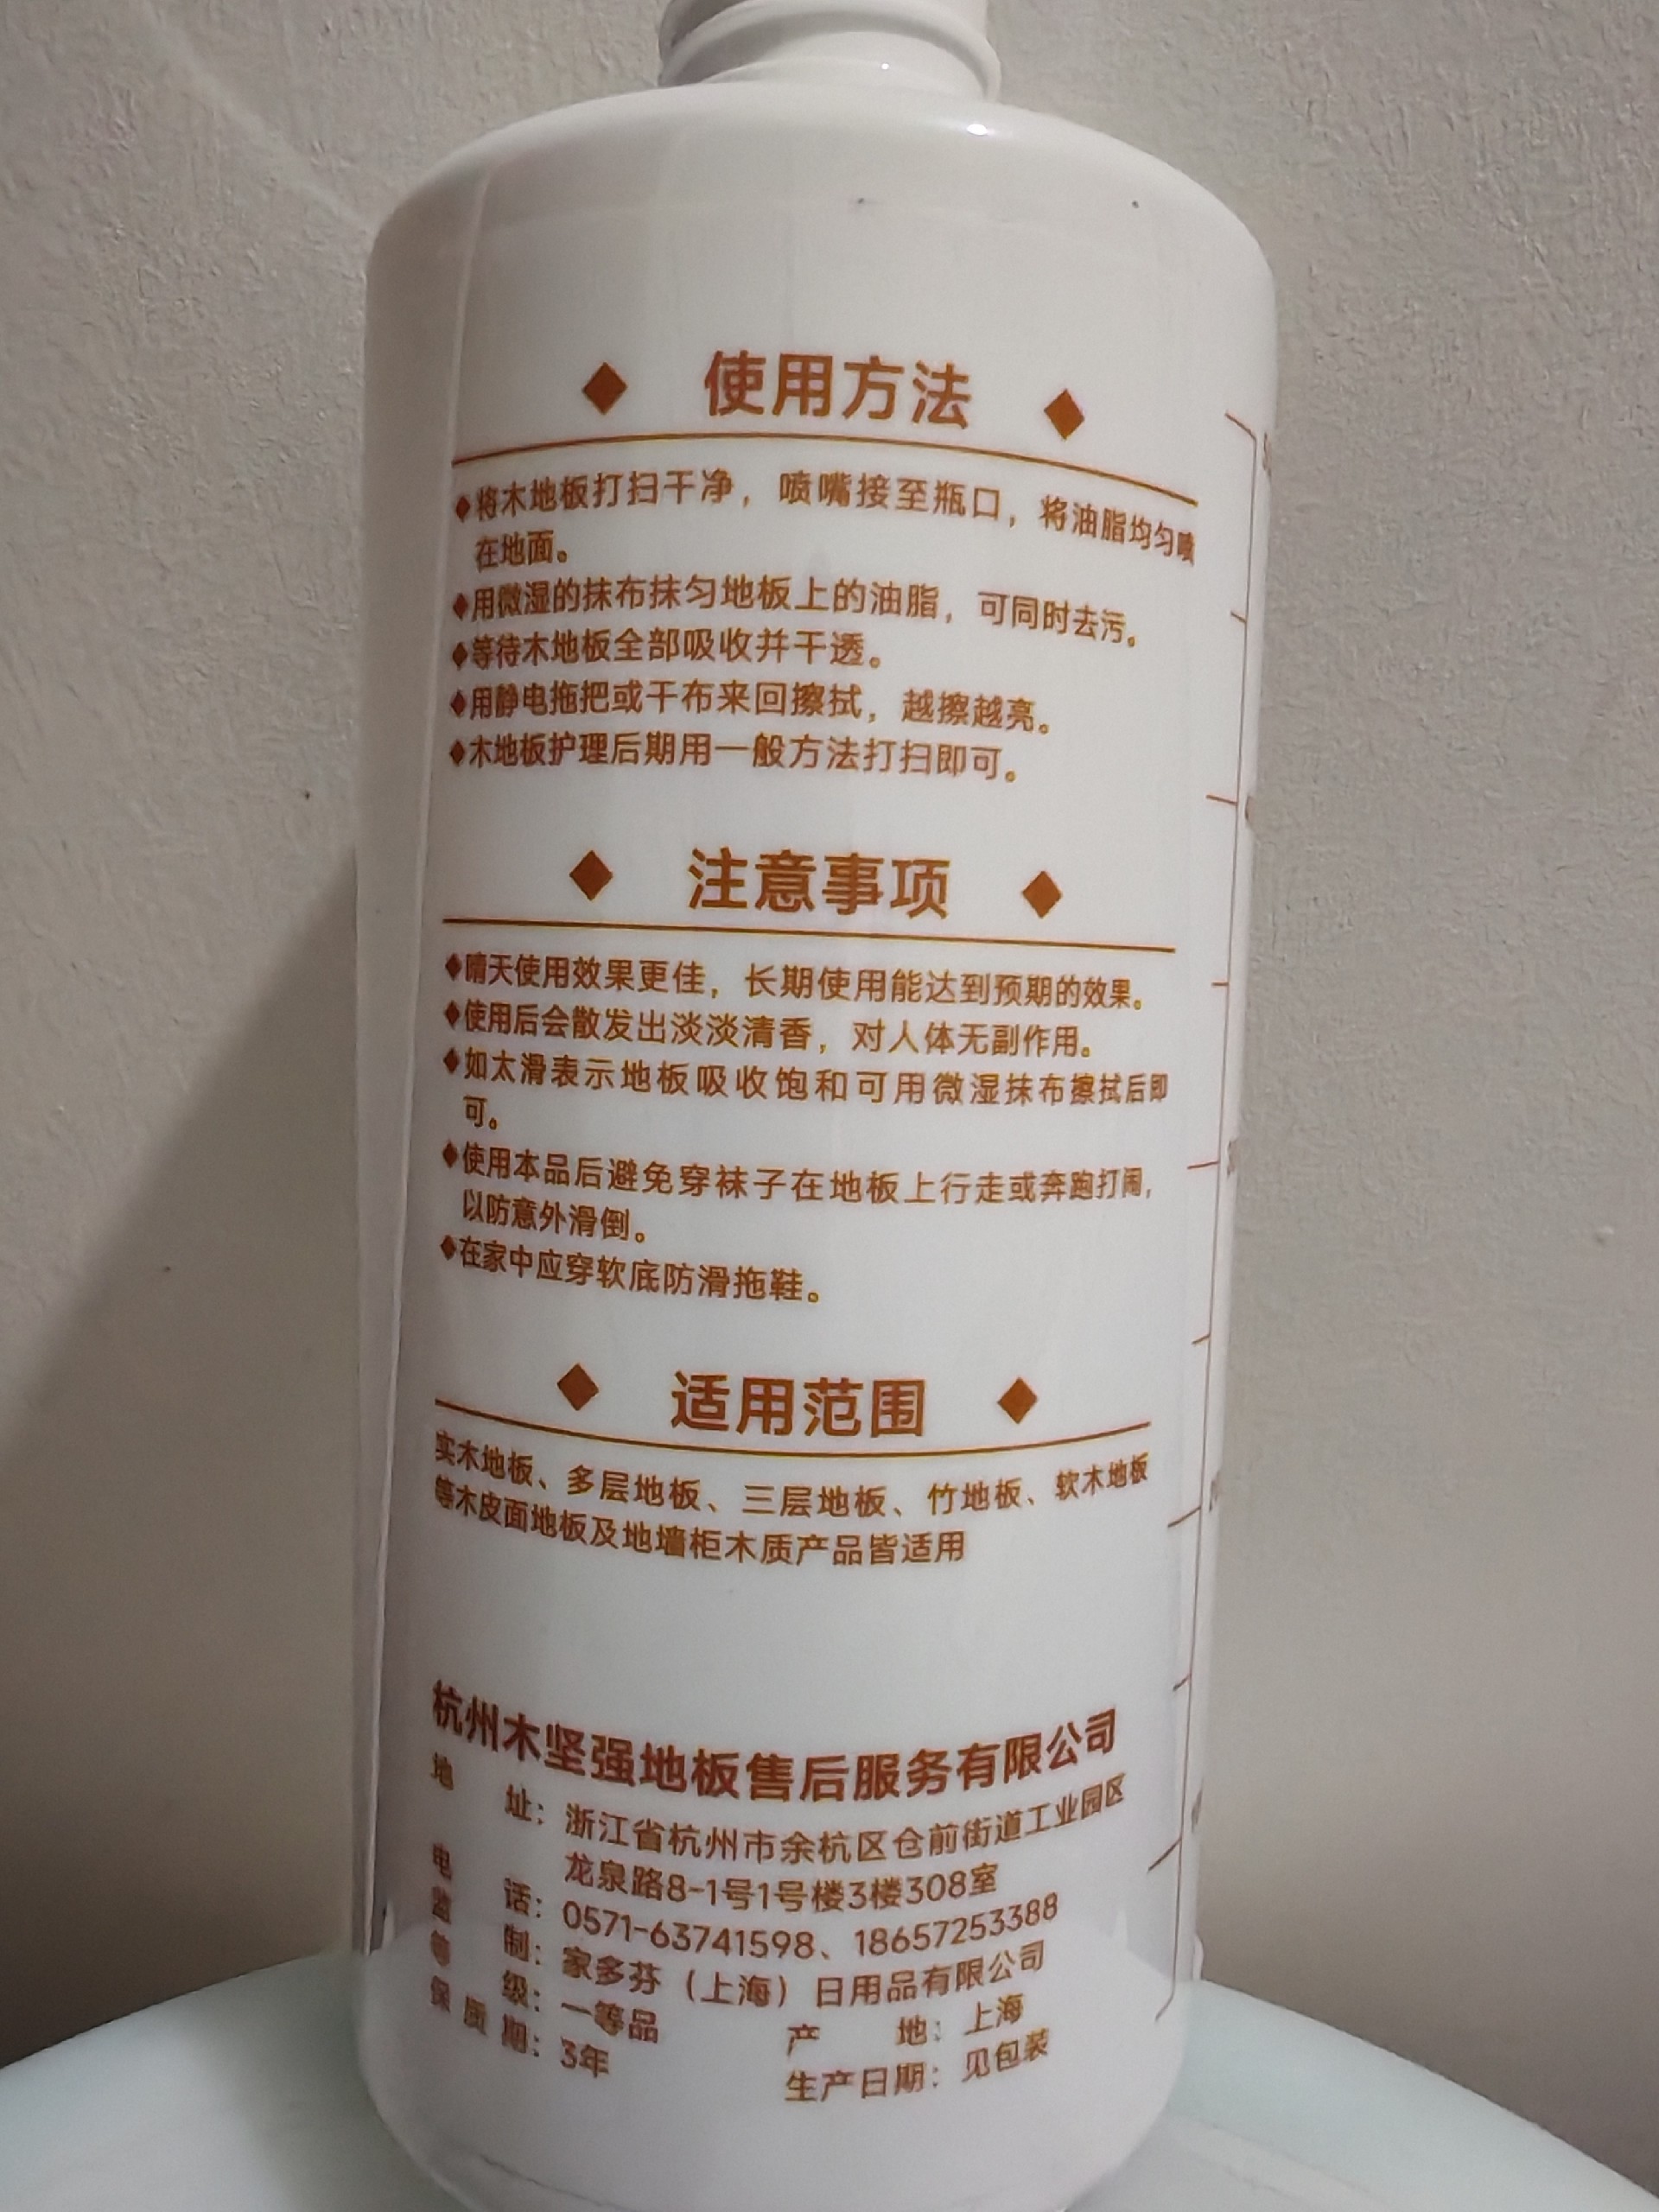 ◆ 使用方法 ◆
◆将木地板打扫干净，喷嘴接至瓶口，将油脂均匀喷
在地面。
◆用微湿的抹布抹匀地板上的油脂，可同时去污。
◆等待木地板全部吸收并干透。
◆用静电拖把或干布来回擦拭，越擦越亮。
◆木地板护理后期用一般方法打扫即可。
◆ 注意事项 ◆
◆晴天使用效果更佳，长期使用能达到预期的效果。
◆使用后会散发出淡淡清香，对人体无副作用。
◆如太滑表示地板吸收饱和可用微湿抹布擦拭后即
可。
◆使用本品后避免穿袜子在地板上行走或奔跑打闹，
以防意外滑倒。
◆在家中应穿软底防滑拖鞋。
◆ 适用范围 ◆
实木地板、多层地板、三层地板、竹地板、软木地板
等木皮面地板及地墙柜木质产品皆适用
杭州木坚强地板售后服务有限公司
地 址：浙江省杭州市余杭区仓前街道工业园区
龙泉路8-1号1号楼3楼308室
电 话：0571-63741598、18657253388
监 制：家多芬（上海）日用品有限公司
等 级：一等品 产 地：上海
保质期：3年 生产日期：见包装